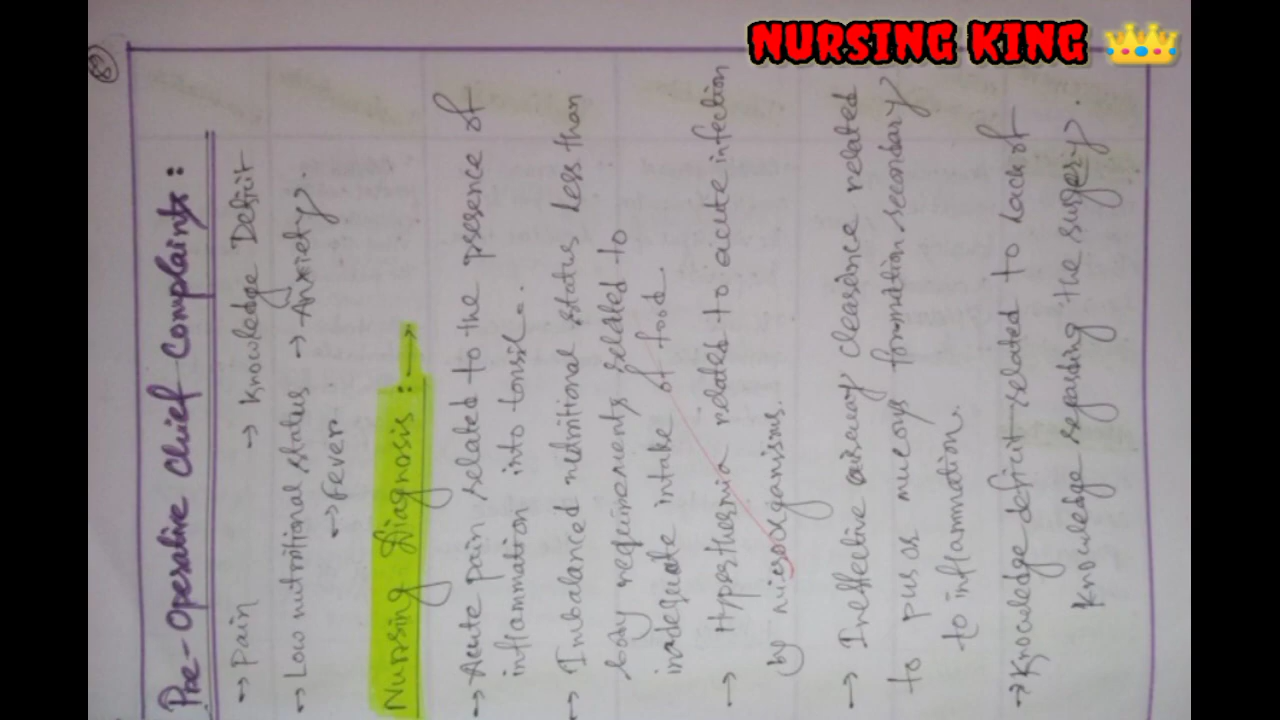 NURSING KING
63
Pre-Operative Chief Complaints :
→ Pain → Knowledge Deficit
→ Low nutritional status → Anxiety.
→ Fever
Nursing Diagnosis : →
→ Acute pain related to the presence of
inflammation into tonsil.
→ Imbalanced nutritional status Less than
body requirements related to
inadequate intake of food.
→ Hyperthermia related to acute infection
by microorganisms.
→ Ineffective airway clearance related
to pus or mucous formation secondary
to inflammation.
→ Knowledge deficit related to lack of
knowledge regarding the surgery.